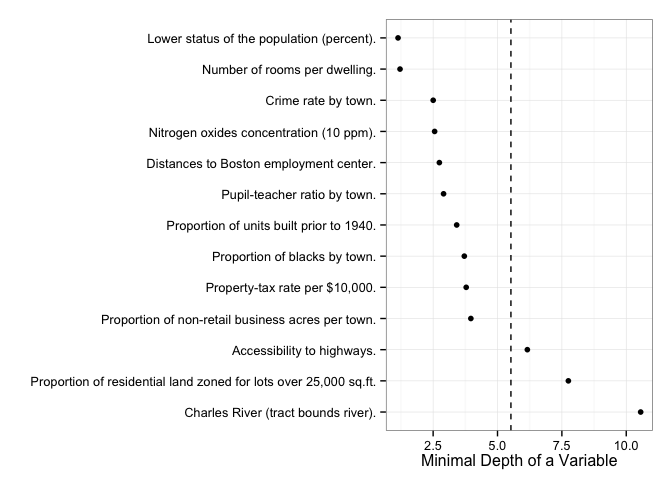 Lower status of the population (percent).
Number of rooms per dwelling.
Crime rate by town.
Nitrogen oxides concentration (10 ppm).
Distances to Boston employment center.
Pupil-teacher ratio by town.
Proportion of units built prior to 1940.
Proportion of blacks by town.
Property-tax rate per $10,000.
Proportion of non-retail business acres per town.
Accessibility to highways.
Proportion of residential land zoned for lots over 25,000 sq.ft.
Charles River (tract bounds river).
2.5 5.0 7.5 10.0
Minimal Depth of a Variable